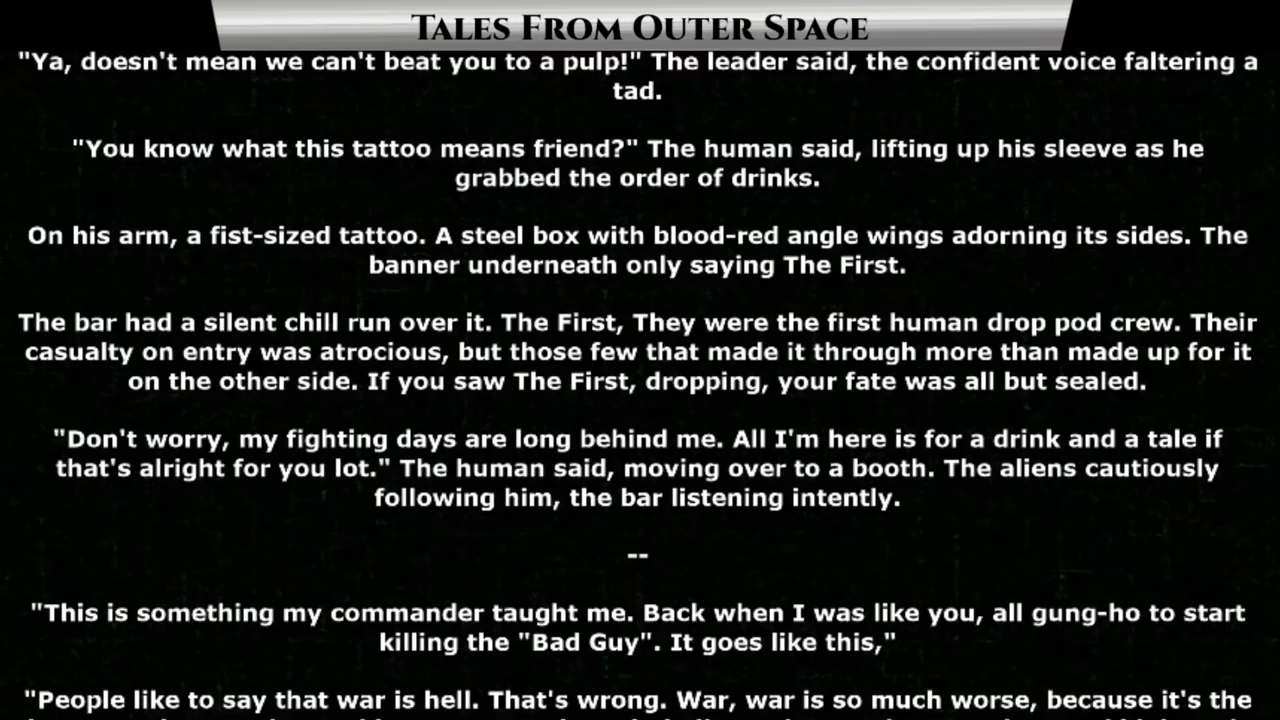 Tales From Outer Space
"Ya, doesn't mean we can't beat you to a pulp!" The leader said, the confident voice faltering a
tad.
"You know what this tattoo means friend?" The human said, lifting up his sleeve as he
grabbed the order of drinks.
On his arm, a fist-sized tattoo. A steel box with blood-red angle wings adorning its sides. The
banner underneath only saying The First.
The bar had a silent chill run over it. The First, They were the first human drop pod crew. Their
casualty on entry was atrocious, but those few that made it through more than made up for it
on the other side. If you saw The First, dropping, your fate was all but sealed.
"Don't worry, my fighting days are long behind me. All I'm here is for a drink and a tale if
that's alright for you lot." The human said, moving over to a booth. The aliens cautiously
following him, the bar listening intently.
--
"This is something my commander taught me. Back when I was like you, all gung-ho to start
killing the "Bad Guy". It goes like this,"
"People like to say that war is hell. That's wrong. War, war is so much worse, because it's the